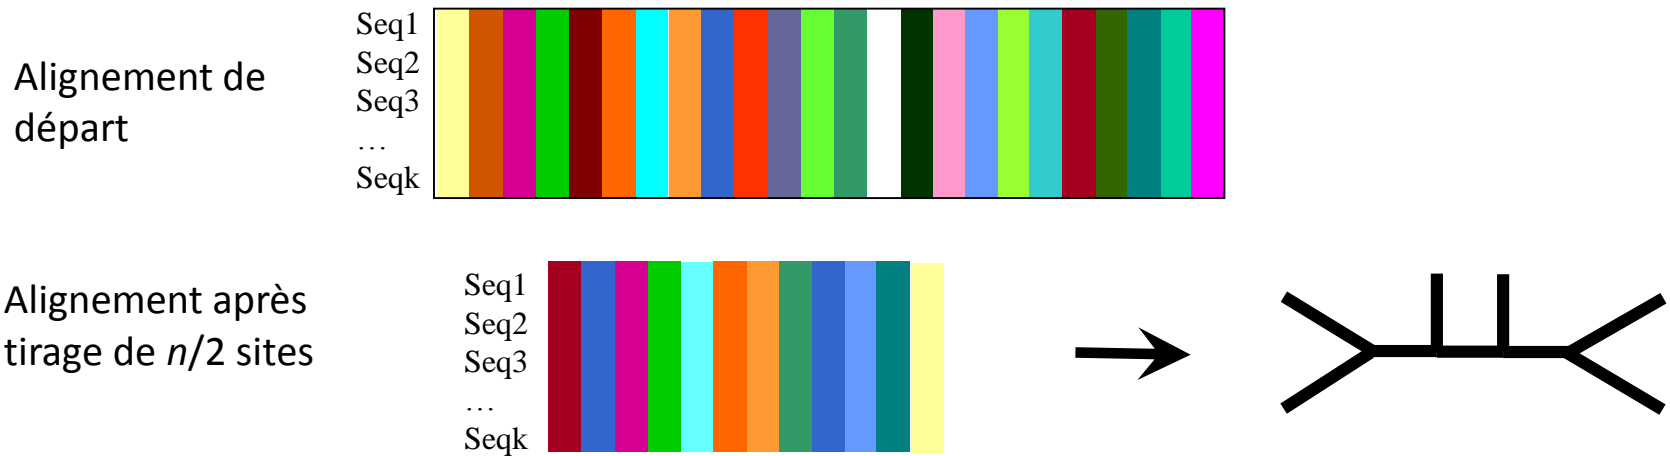 Alignement de
départ
Seq1
Seq2
Seq3
…
Seqk
Alignement après
tirage de n/2 sites
Seq1
Seq2
Seq3
…
Seqk